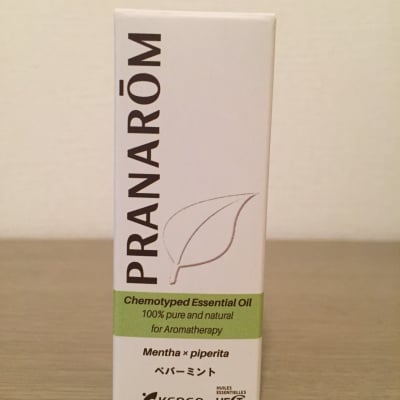 PRANARŌM
Chemotyped Essential Oil
100% pure and natural
for Aromatherapy
Mentha × piperita
ペパーミント
HUILES
ESSENTIELLES